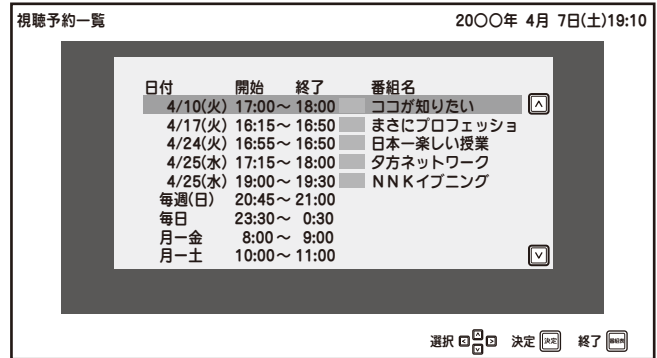 視聴予約一覧 20〇〇年 4月 7日(土)19:10
日付 開始 終了 番組名
4/10(火) 17:00～ 18:00 ココが知りたい
4/17(火) 16:15～ 16:50 まさにプロフェッショ
4/24(火) 16:55～ 16:50 日本一楽しい授業
4/25(水) 17:15～ 18:00 夕方ネットワーク
4/25(水) 19:00～ 19:30 ＮＮＫイブニング
毎週(日) 20:45～ 21:00
毎日 23:30～ 0:30
月ー金 8:00～ 9:00
月ー土 10:00～ 11:00
選択 決定 決定 終了 番組表